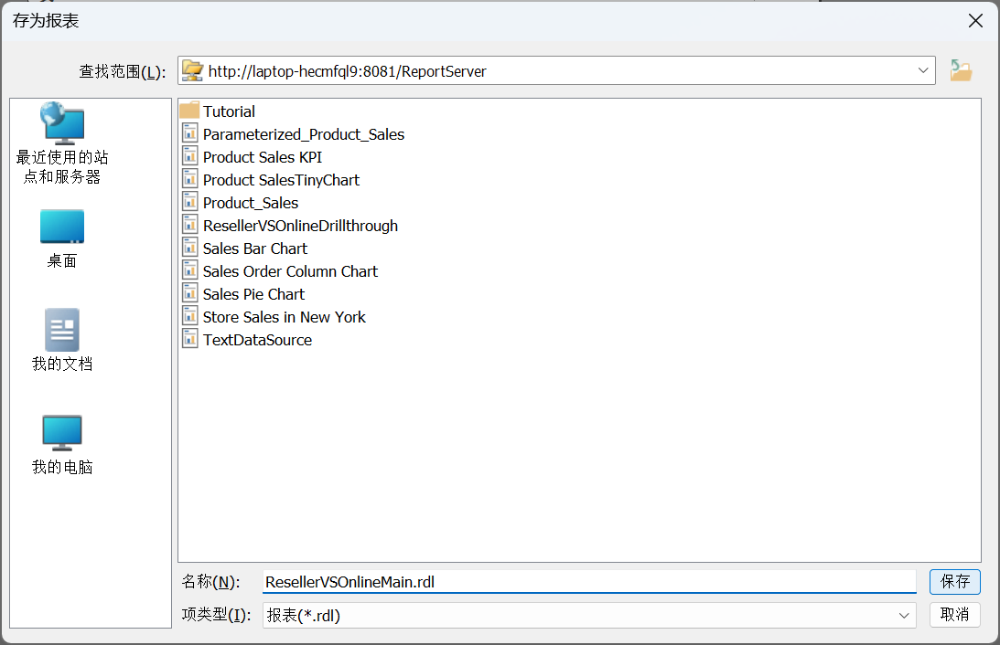 存为报表
查找范围(L):
http://laptop-hecmfql9:8081/ReportServer
最近使用的站
点和服务器
桌面
我的文档
我的电脑
Tutorial
Parameterized_Product_Sales
Product Sales KPI
Product SalesTinyChart
Product_Sales
ResellerVSOnlineDrillthrough
Sales Bar Chart
Sales Order Column Chart
Sales Pie Chart
Store Sales in New York
TextDataSource
名称(N):
ResellerVSOnlineMain.rdl
保存
项类型(I):
报表(*.rdl)
取消